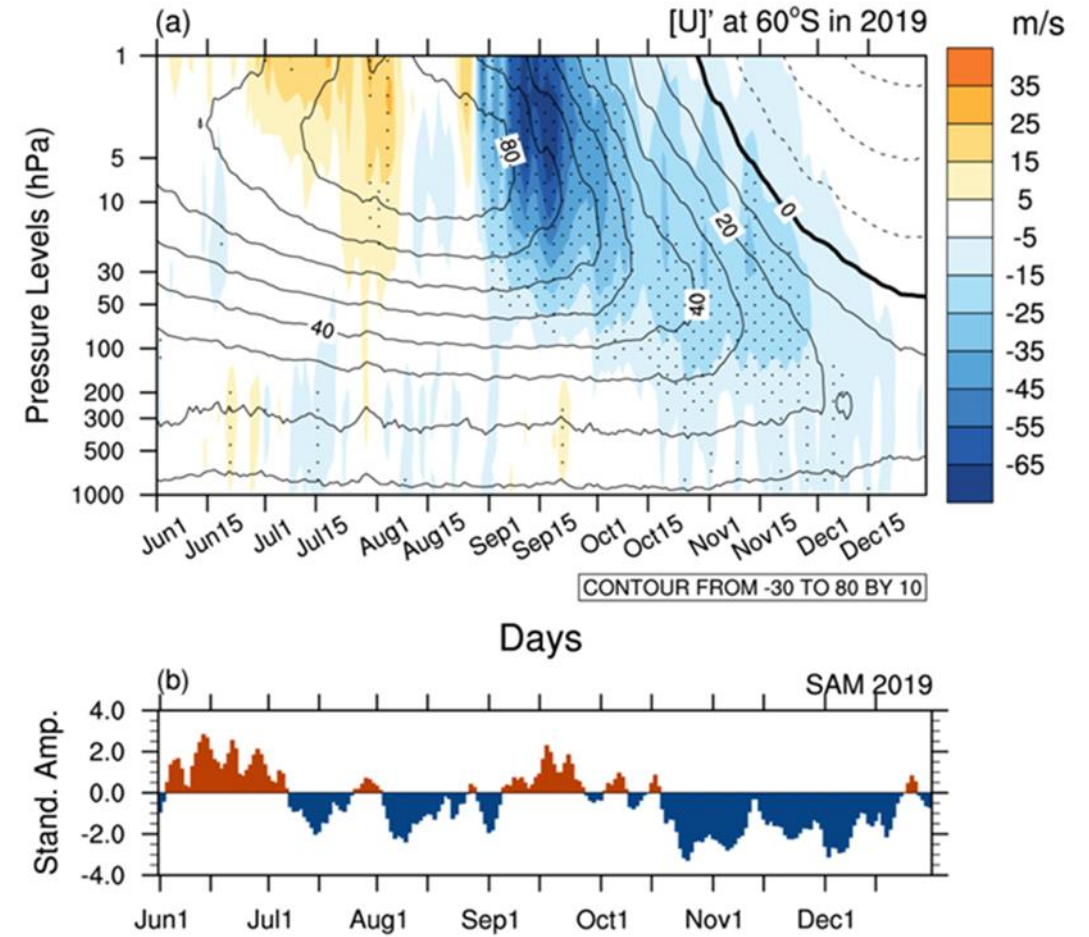 (a)
[U]' at 60°S in 2019
m/s
Pressure Levels (hPa)
1
5
10
30
50
100
200
300
500
1000
80
0
20
40
40
35
25
15
5
-5
-15
-25
-35
-45
-55
-65
Jun1
Jun15
Jul1
Jul15
Aug1
Aug15
Sep1
Sep15
Oct1
Oct15
Nov1
Nov15
Dec1
Dec15
CONTOUR FROM -30 TO 80 BY 10
Days
(b)
SAM 2019
Stand. Amp.
4.0
2.0
0.0
-2.0
-4.0
Jun1
Jul1
Aug1
Sep1
Oct1
Nov1
Dec1